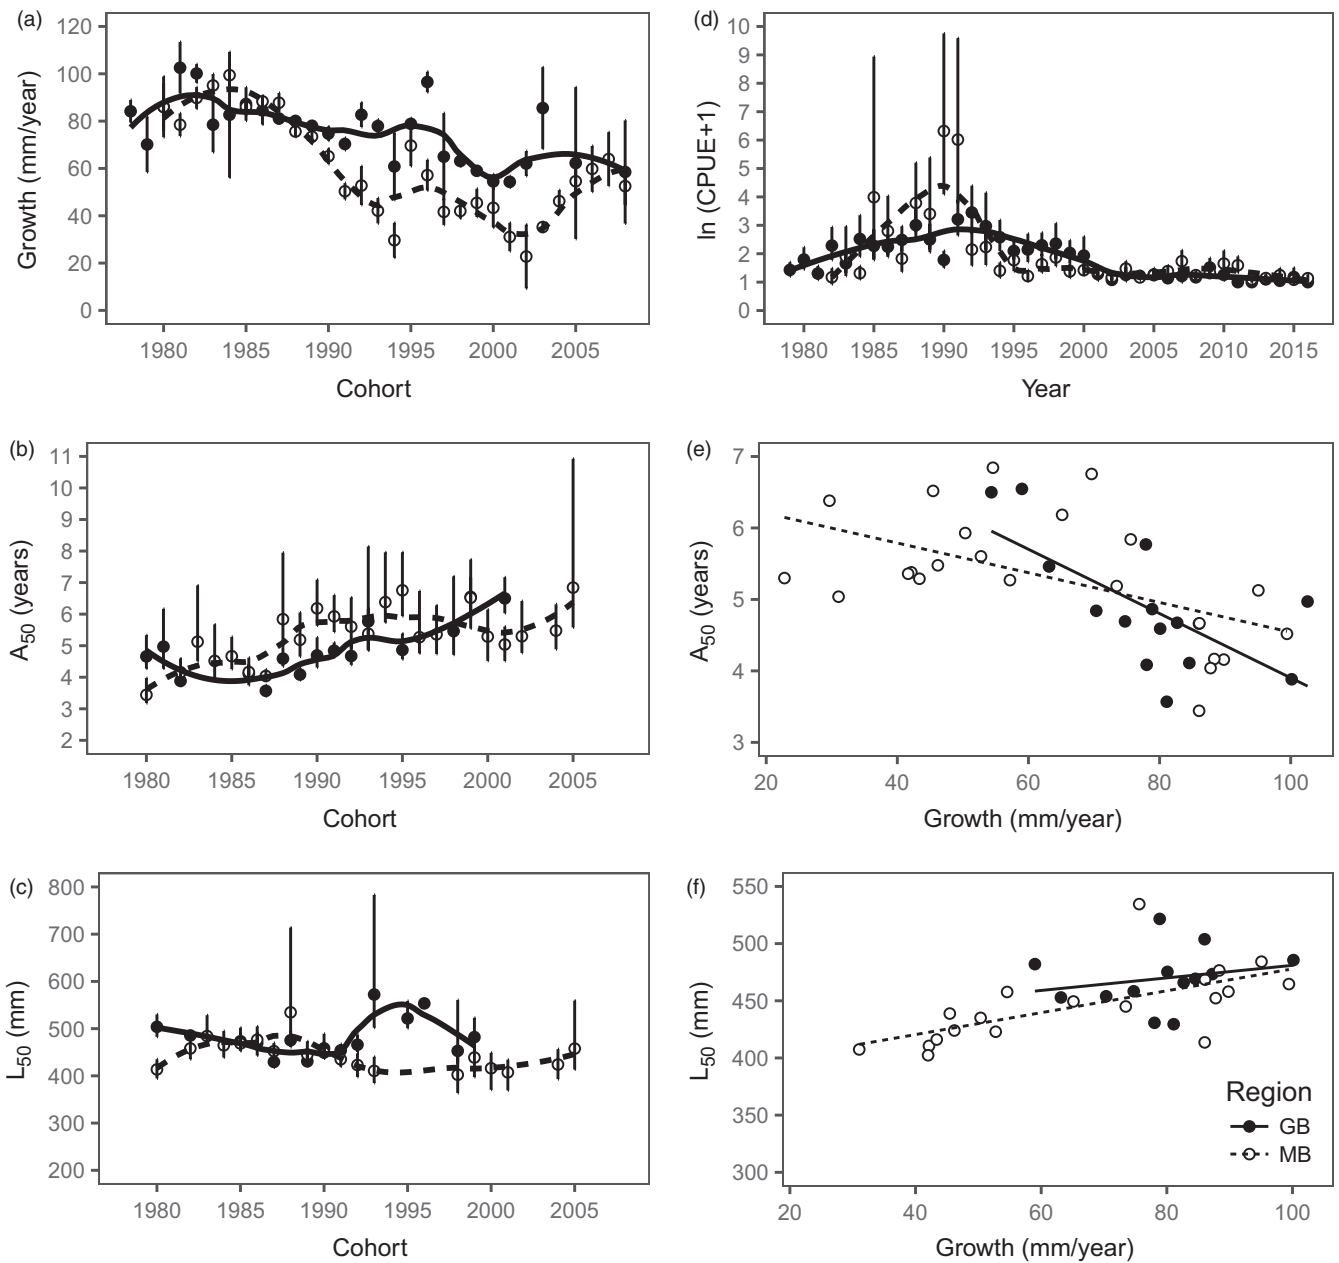 (a)
120
100
80
60
40
20
0
Growth (mm/year)
1980 1985 1990 1995 2000 2005
Cohort
(d)
10
9
8
7
6
5
4
3
2
1
0
ln (CPUE+1)
1980 1985 1990 1995 2000 2005 2010 2015
Year
(b)
11
10
9
8
7
6
5
4
3
2
A50 (years)
1980 1985 1990 1995 2000 2005
Cohort
(e)
7
6
5
4
3
A50 (years)
20 40 60 80 100
Growth (mm/year)
(c)
800
700
600
500
400
300
200
L50 (mm)
1980 1985 1990 1995 2000 2005
Cohort
(f)
550
500
450
400
350
300
L50 (mm)
Region
GB
MB
20 40 60 80 100
Growth (mm/year)